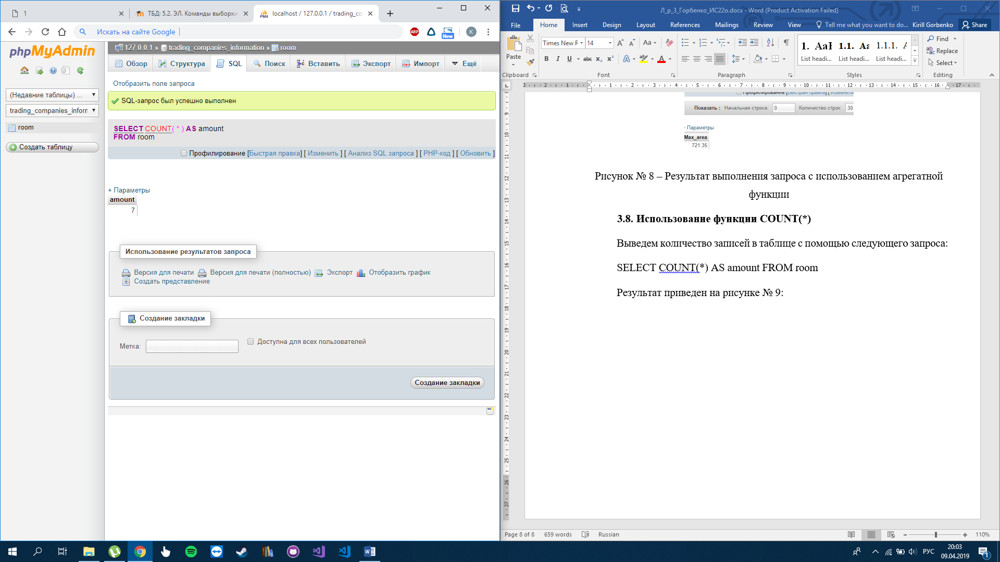 1
ТБД: 5.2. ЭЛ. Команды выборки
localhost / 127.0.0.1 / trading_co
Искать на сайте Google
ABP
New
K
phpMyAdmin
(Недавние таблицы) ...
trading_companies_inforr
room
Создать таблицу
127.0.0.1 » trading_companies_information » room
Обзор Структура SQL Поиск Вставить Экспорт Импорт Ещё
Отобразить поле запроса
SQL-запрос был успешно выполнен
SELECT COUNT( * ) AS amount
FROM room
Профилирование [Быстрая правка] [ Изменить ] [ Анализ SQL запроса ] [ PHP-код ] [ Обновить ]
+ Параметры
amount
7
Использование результатов запроса
Версия для печати Версия для печати (полностью) Экспорт Отобразить график
Создать представление
Создание закладки
Метка: Доступна для всех пользователей
Создание закладки
Л_р_3_Горбенко_ИС22о.docx - Word (Product Activation Failed)
File Home Insert Design Layout References Mailings Review View Tell me what you want to do... Kirill Gorbenko Share
Paste
Times New F 14
Clipboard Font Paragraph Styles Editing
1. AaI 1.1. Aa 1.1.1. A
List headi... List headi... List headi...
Find
Replace
Select
Профилирование [Быстрая правка] [ Изменить
Показать : Начальная строка: 0 Количество строк: 30
Параметры
Max_area
721.35
Рисунок № 8 – Результат выполнения запроса с использованием агрегатной
функции
3.8. Использование функции COUNT(*)
Выведем количество записей в таблице с помощью следующего запроса:
SELECT COUNT(*) AS amount FROM room
Результат приведен на рисунке № 9:
Page 8 of 8 659 words Russian 110%
РУС
20:03
09.04.2019
1